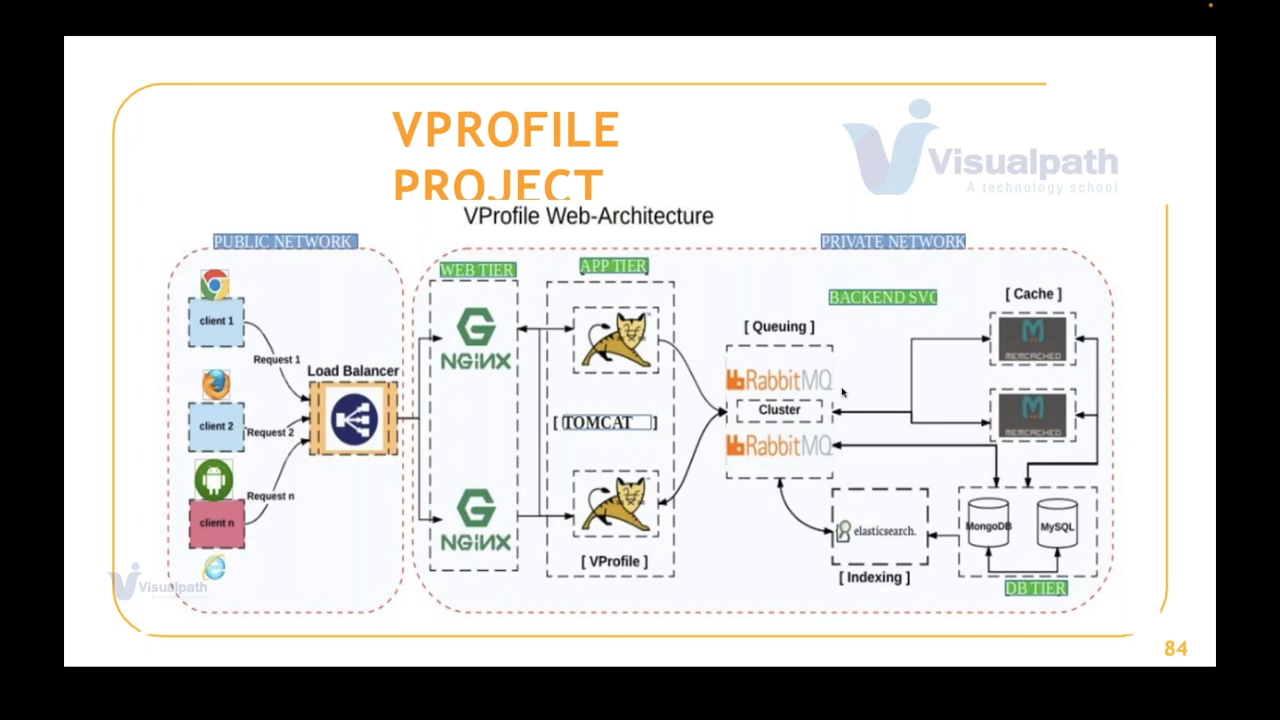 VPROFILE
PROJECT
Visualpath
A technology school
VProfile Web-Architecture
PUBLIC NETWORK
PRIVATE NETWORK
WEB TIER
APP TIER
BACKEND SVC
[ Cache ]
client 1
NGINX
[ Queuing ]
MEMCACHED
Request 1
Load Balancer
RabbitMQ
Cluster
client 2
Request 2
[ TOMCAT ]
MEMCACHED
RabbitMQ
Request n
client n
NGINX
elasticsearch.
MongoDB
MySQL
[ VProfile ]
[ Indexing ]
DB TIER
Visualpath
84